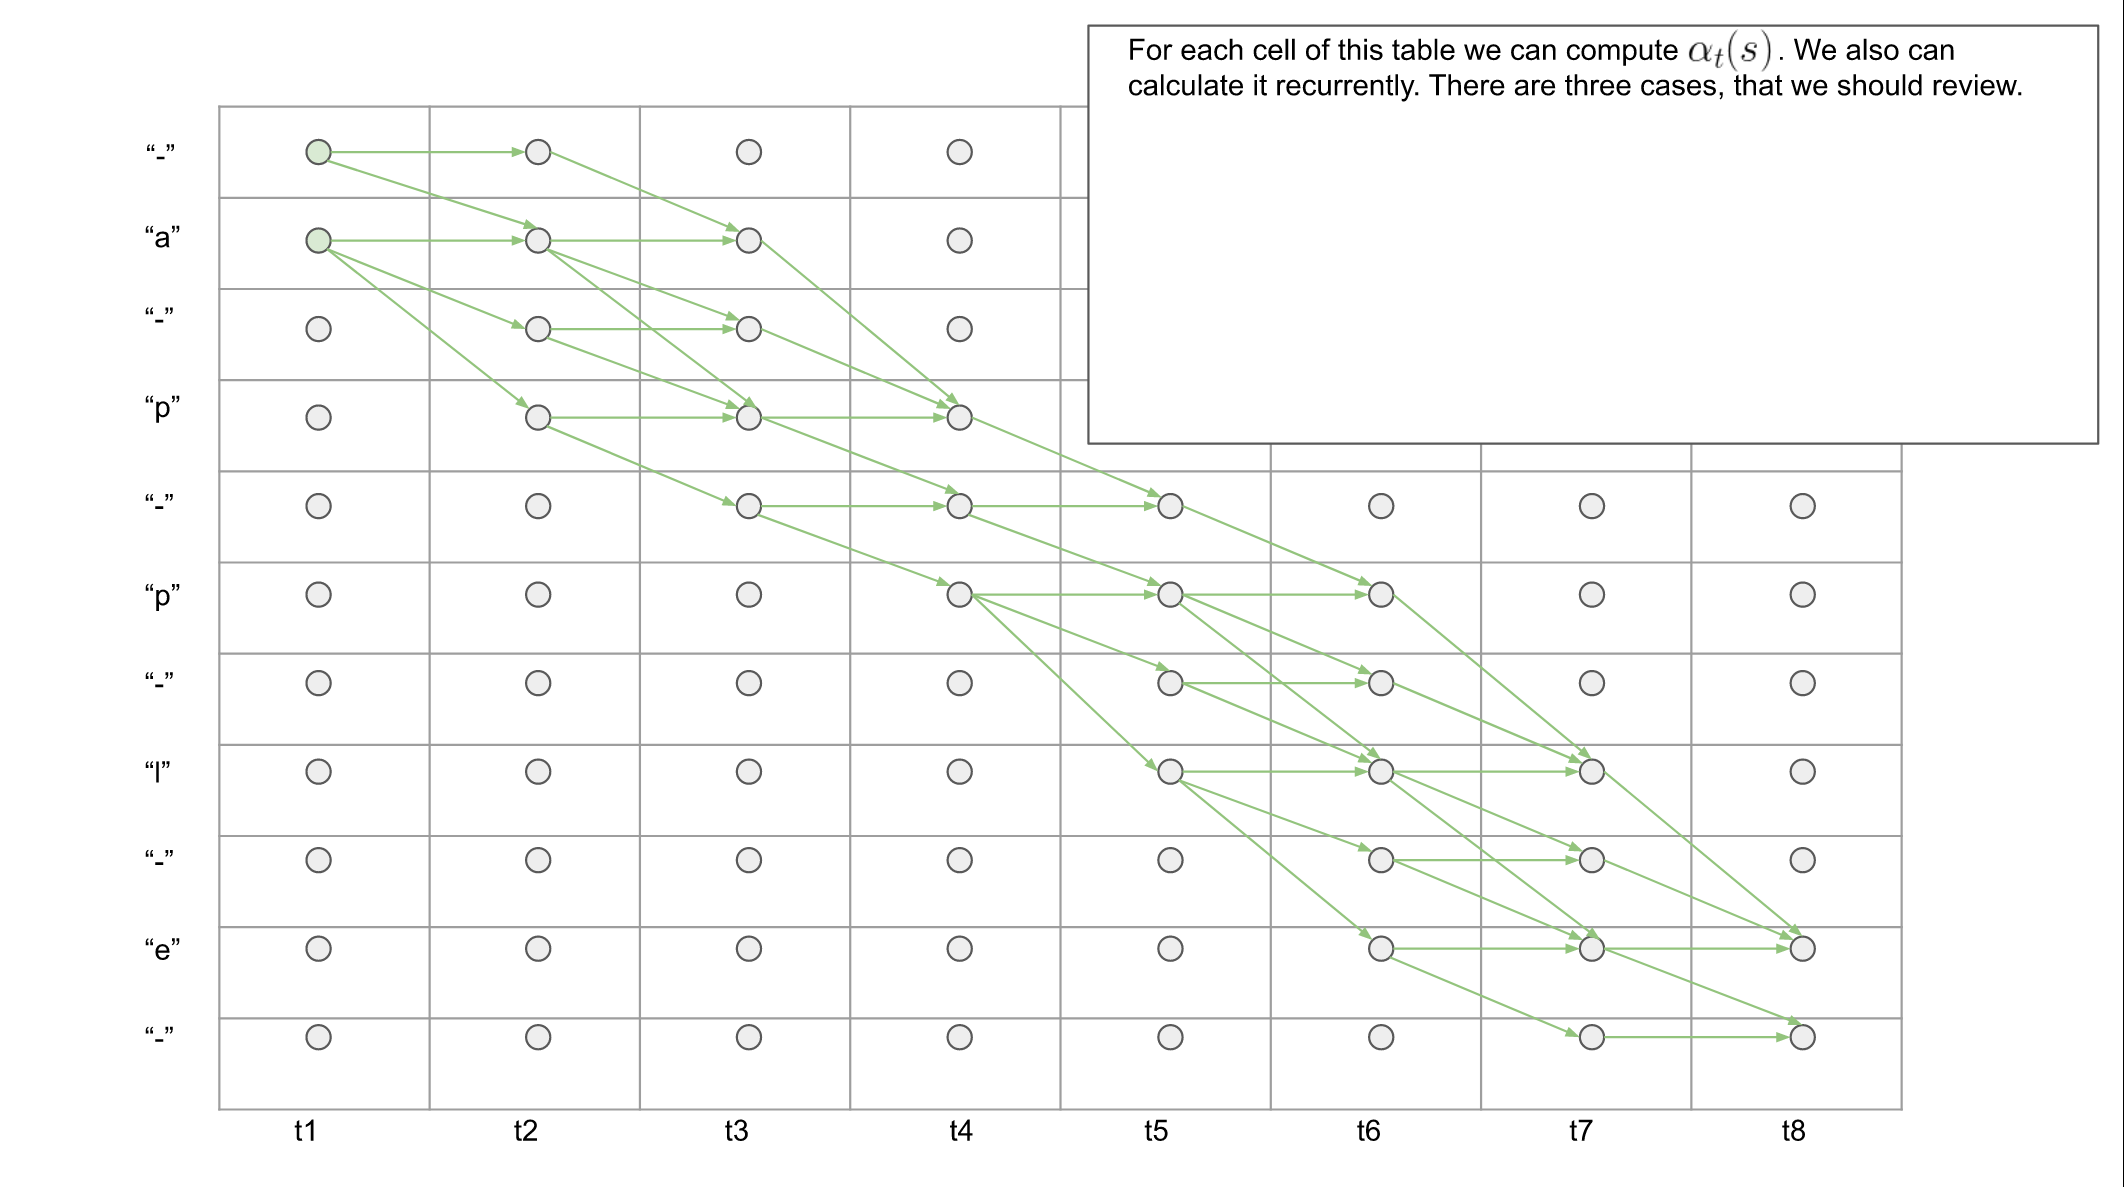 For each cell of this table we can compute αt(s). We also can
calculate it recurrently. There are three cases, that we should review.
“-”
“a”
“-”
“p”
“-”
“p”
“-”
“l”
“-”
“e”
“-”
t1 t2 t3 t4 t5 t6 t7 t8